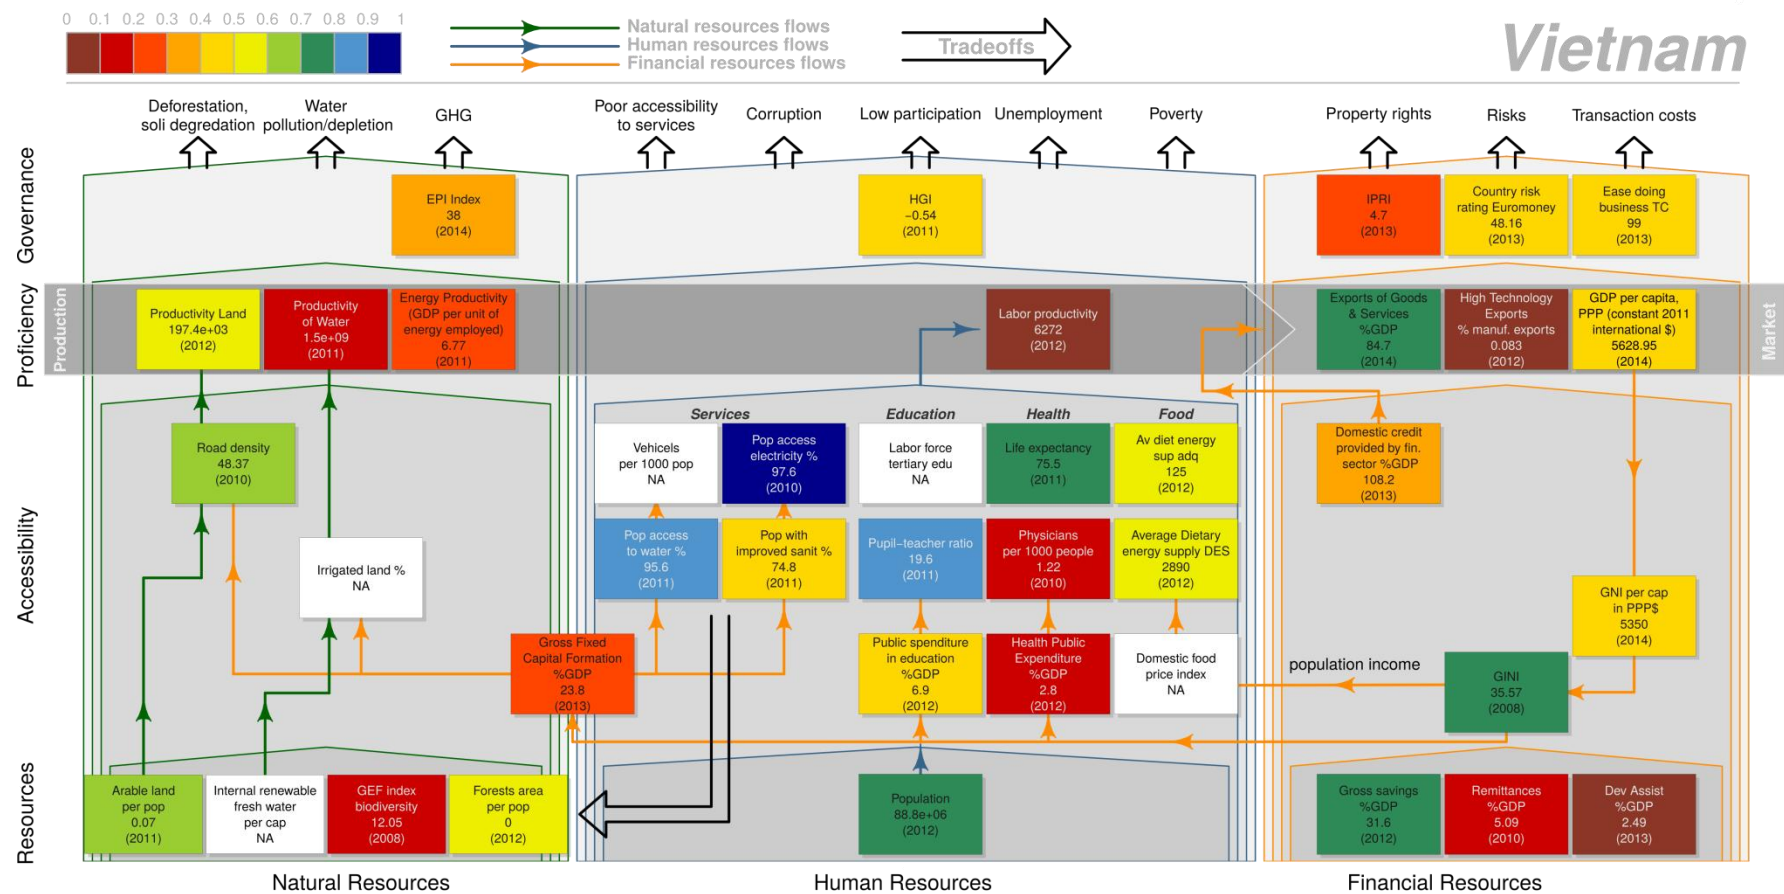 0 0.1 0.2 0.3 0.4 0.5 0.6 0.7 0.8 0.9 1
Natural resources flows
Human resources flows
Financial resources flows
Tradeoffs
Vietnam
Deforestation,
soli degredation
Water
pollution/depletion
GHG
Poor accessibility
to services
Corruption
Low participation
Unemployment
Poverty
Property rights
Risks
Transaction costs
Governance
EPI Index
38
(2014)
HGI
−0.54
(2011)
IPRI
4.7
(2013)
Country risk
rating Euromoney
48.16
(2013)
Ease doing
business TC
99
(2013)
Proficiency
Production
Productivity Land
197.4e+03
(2012)
Productivity
of Water
1.5e+09
(2011)
Energy Productivity
(GDP per unit of
energy employed)
6.77
(2011)
Labor productivity
6272
(2012)
Exports of Goods
& Services
%GDP
84.7
(2014)
High Technology
Exports
% manuf. exports
0.083
(2012)
GDP per capita,
PPP (constant 2011
international $)
5628.95
(2014)
Market
Accessibility
Services
Education
Health
Food
Road density
48.37
(2010)
Vehicels
per 1000 pop
NA
Pop access
electricity %
97.6
(2010)
Labor force
tertiary edu
NA
Life expectancy
75.5
(2011)
Av diet energy
sup adq
125
(2012)
Domestic credit
provided by fin.
sector %GDP
108.2
(2013)
Irrigated land %
NA
Pop access
to water %
95.6
(2011)
Pop with
improved sanit %
74.8
(2011)
Pupil−teacher ratio
19.6
(2011)
Physicians
per 1000 people
1.22
(2010)
Average Dietary
energy supply DES
2890
(2012)
GNI per cap
in PPP$
5350
(2014)
Gross Fixed
Capital Formation
%GDP
23.8
(2013)
Public spenditure
in education
%GDP
6.9
(2012)
Health Public
Expenditure
%GDP
2.8
(2012)
Domestic food
price index
NA
population income
GINI
35.57
(2008)
Resources
Arable land
per pop
0.07
(2011)
Internal renewable
fresh water
per cap
NA
GEF index
biodiversity
12.05
(2008)
Forests area
per pop
0
(2012)
Population
88.8e+06
(2012)
Gross savings
%GDP
31.6
(2012)
Remittances
%GDP
5.09
(2010)
Dev Assist
%GDP
2.49
(2013)
Natural Resources
Human Resources
Financial Resources